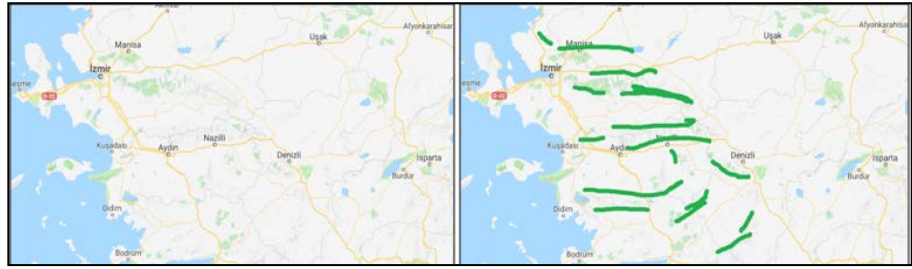 Afyonkarahisar
Uşak
Manisa
İzmir
eşme
Kuşadası
Aydın
Nazilli
Denizli
Isparta
Burdur
Didim
Bodrum
Afyonkarahisar
Uşak
Manisa
İzmir
Kuşadası
Aydın
Denizli
Isparta
Burdur
Didim
Bodrum